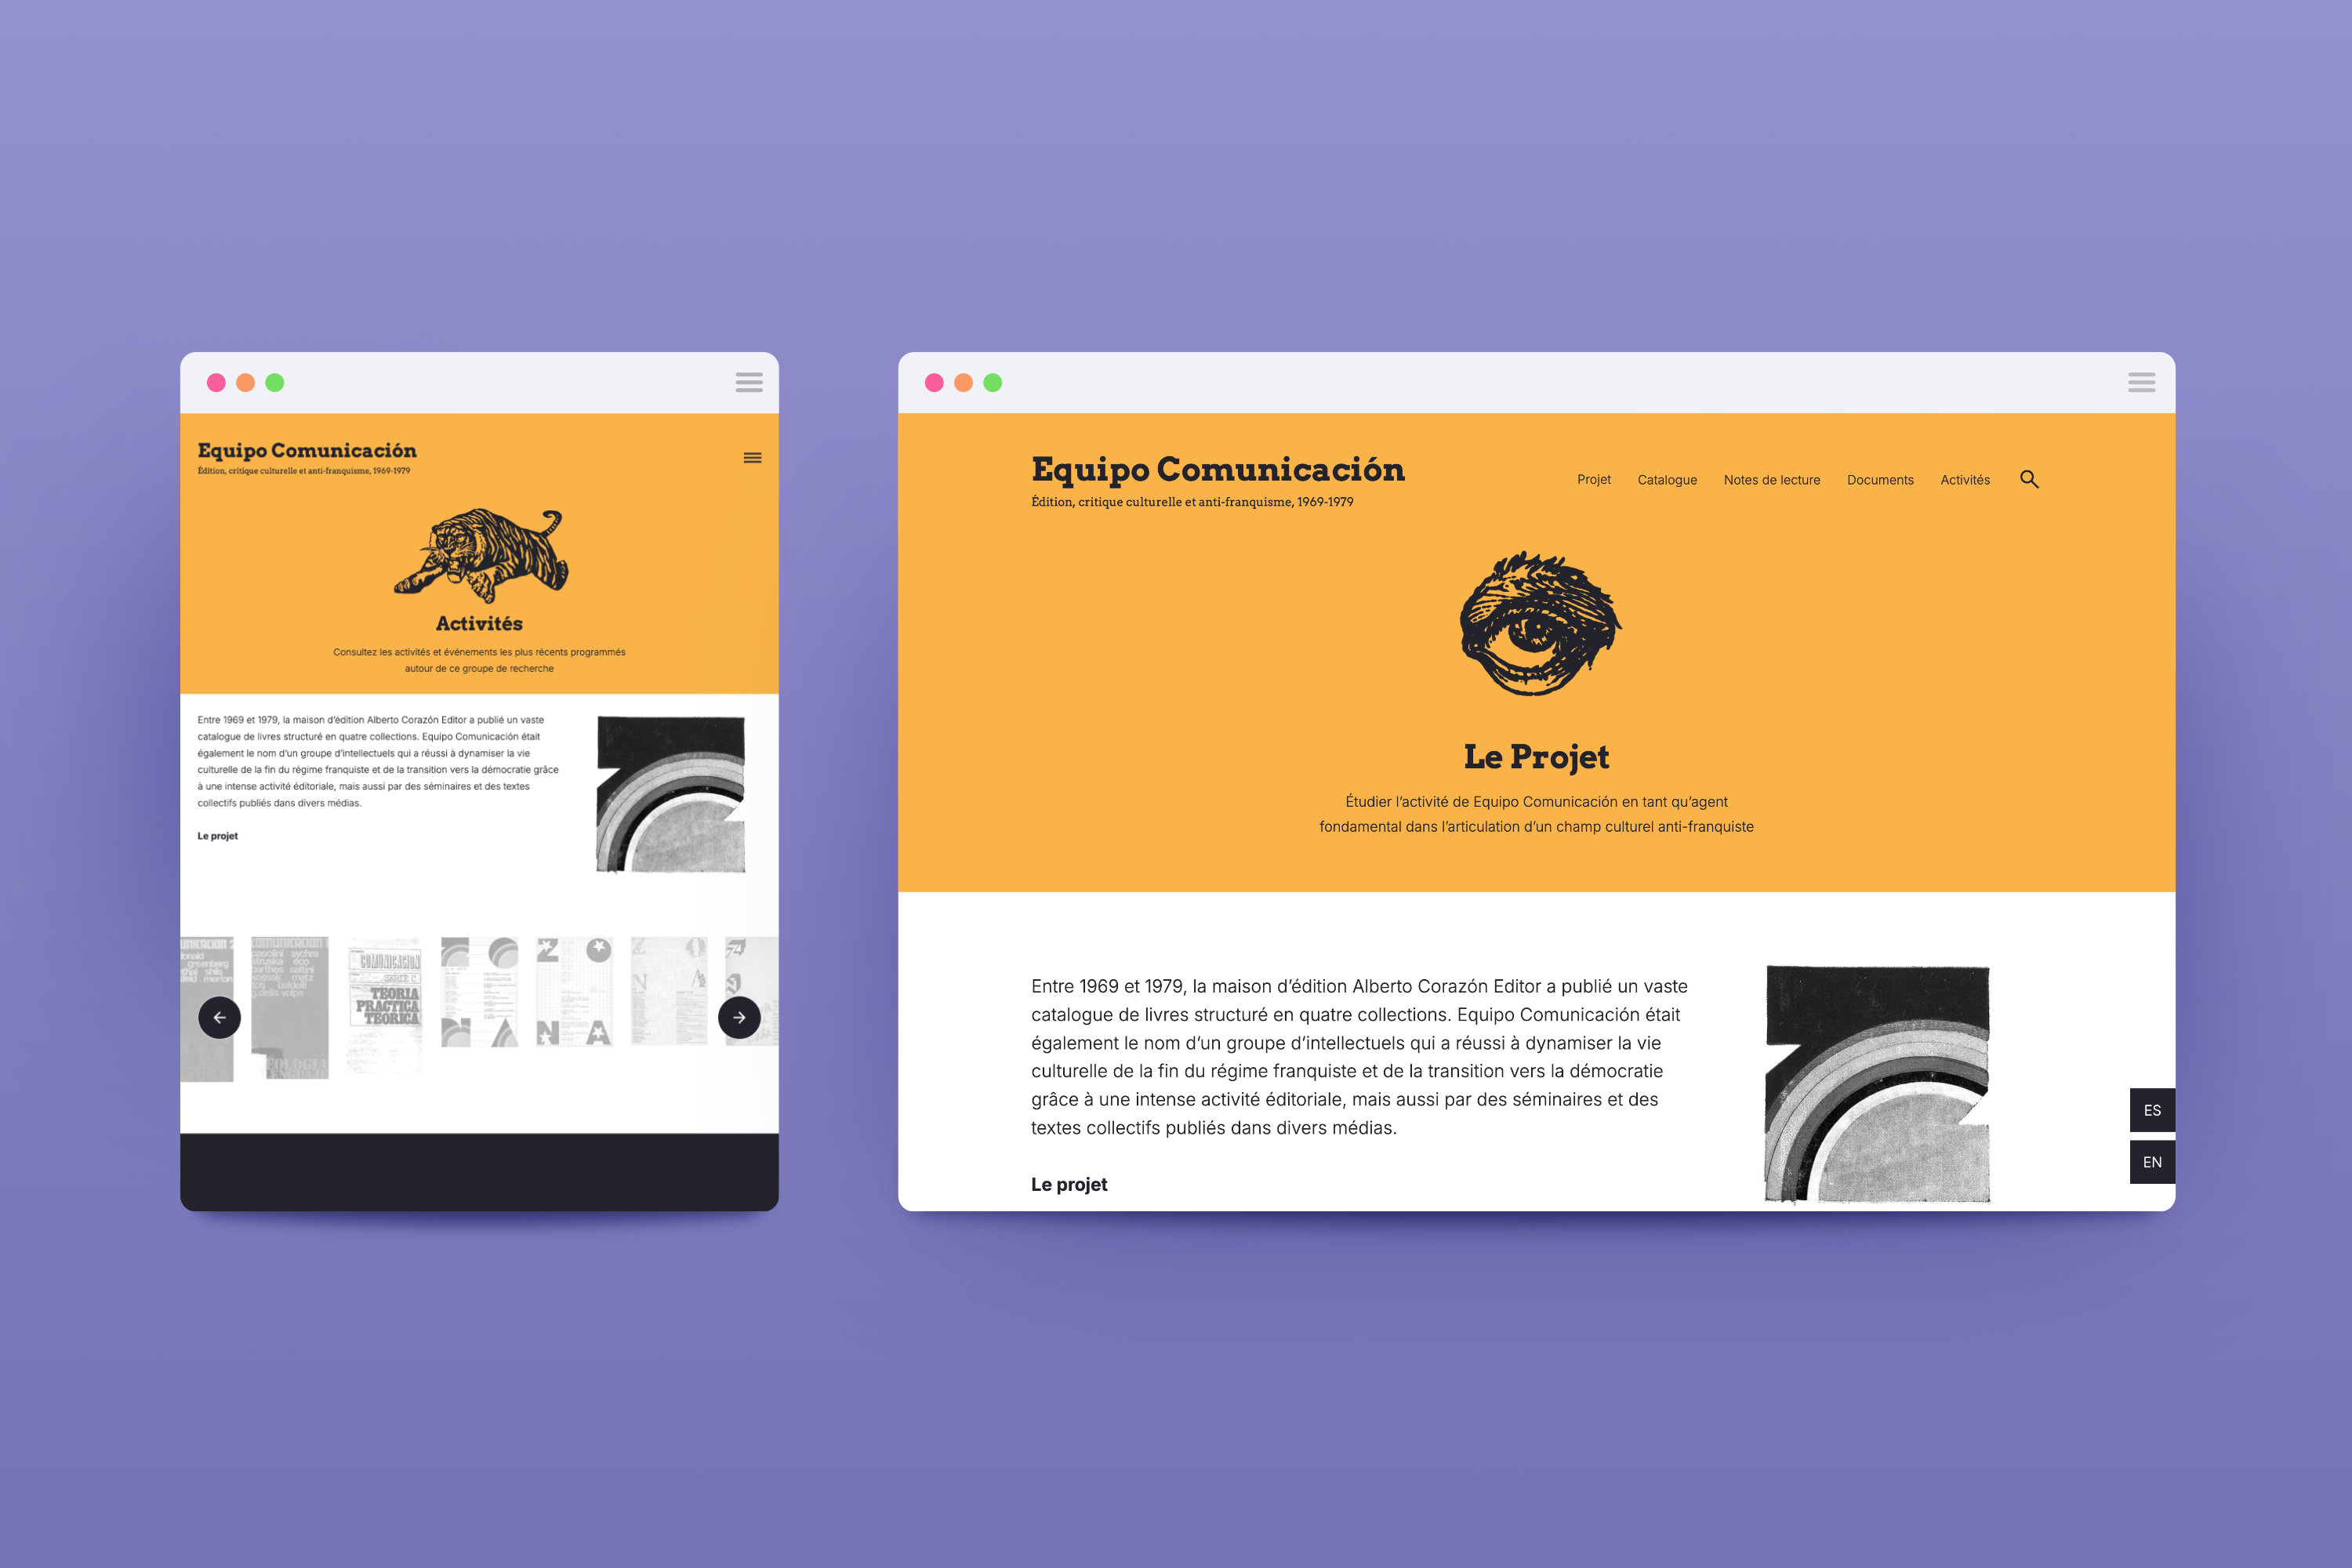 Equipo Comunicación
Édition, critique culturelle et anti-franquisme, 1969-1979
Activités
Consultez les activités et événements les plus récents programmés
autour de ce groupe de recherche
Entre 1969 et 1979, la maison d’édition Alberto Corazón Editor a publié un vaste
catalogue de livres structuré en quatre collections. Equipo Comunicación était
également le nom d’un groupe d’intellectuels qui a réussi à dynamiser la vie
culturelle de la fin du régime franquiste et de la transition vers la démocratie grâce
à une intense activité éditoriale, mais aussi par des séminaires et des textes
collectifs publiés dans divers médias.
Le projet
COMUNICACION
TEORIA
PRACTICA
TEORICA
Z
N A
Equipo Comunicación
Édition, critique culturelle et anti-franquisme, 1969-1979
Projet Catalogue Notes de lecture Documents Activités
Le Projet
Étudier l’activité de Equipo Comunicación en tant qu’agent
fondamental dans l’articulation d’un champ culturel anti-franquiste
Entre 1969 et 1979, la maison d’édition Alberto Corazón Editor a publié un vaste
catalogue de livres structuré en quatre collections. Equipo Comunicación était
également le nom d’un groupe d’intellectuels qui a réussi à dynamiser la vie
culturelle de la fin du régime franquiste et de la transition vers la démocratie
grâce à une intense activité éditoriale, mais aussi par des séminaires et des
textes collectifs publiés dans divers médias.
Le projet
ES
EN